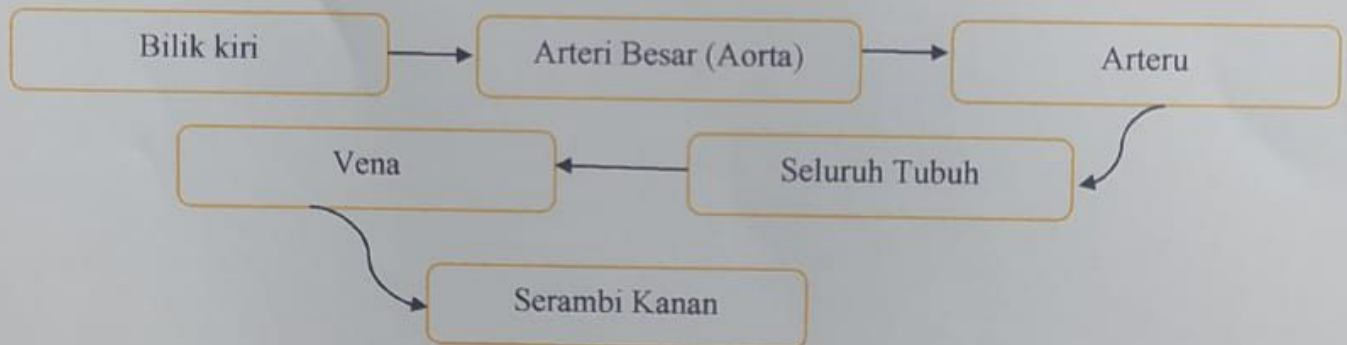 Bilik kiri
Arteri Besar (Aorta)
Arteru
Seluruh Tubuh
Vena
Serambi Kanan